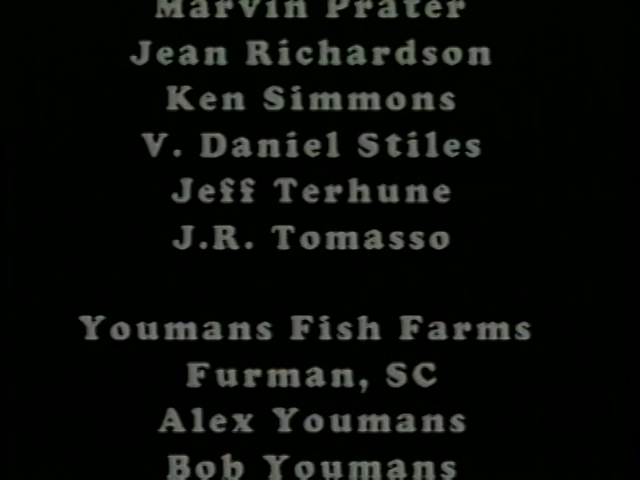 Marvin Prater
Jean Richardson
Ken Simmons
V. Daniel Stiles
Jeff Terhune
J.R. Tomasso
Youmans Fish Farms
Furman, SC
Alex Youmans
Bob Youmans